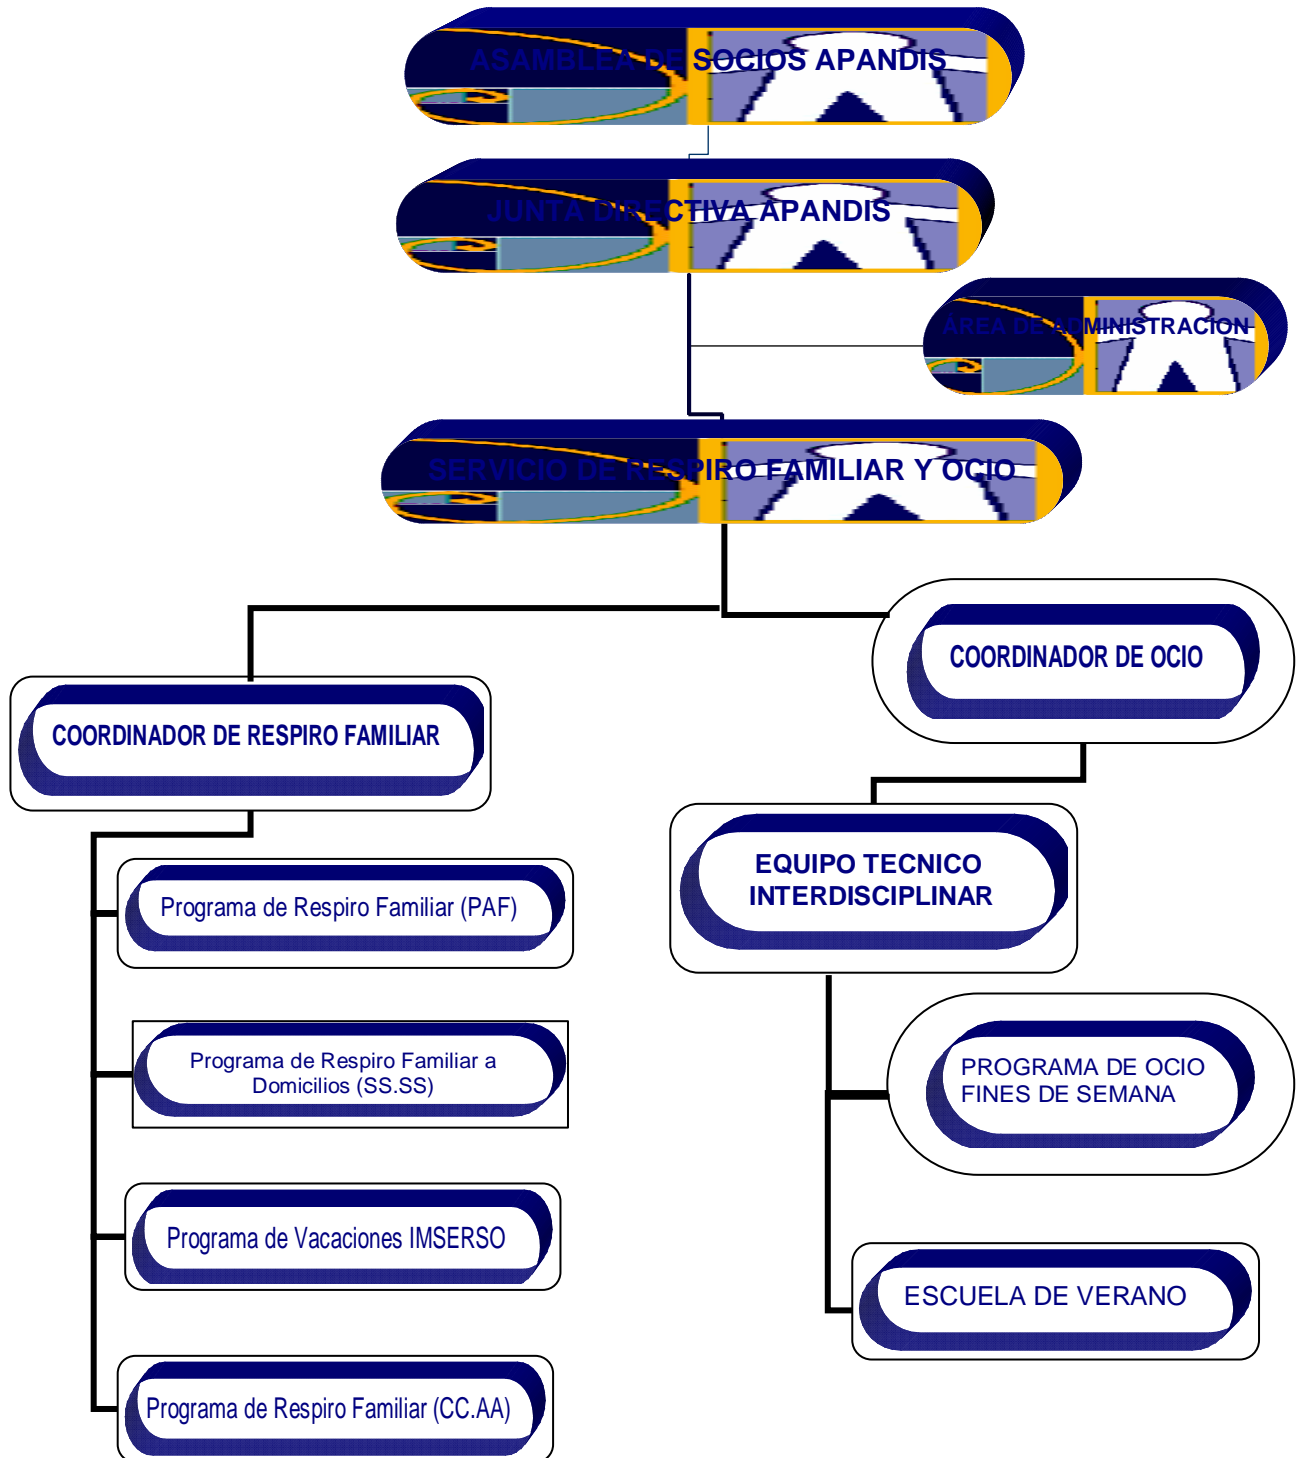 ASAMBLEA DE SOCIOS APANDIS
JUNTA DIRECTIVA APANDIS
AREA DE ADMINISTRACION
SERVICIO DE RESPIRO FAMILIAR Y OCIO
COORDINADOR DE OCIO
COORDINADOR DE RESPIRO FAMILIAR
EQUIPO TECNICO
INTERDISCIPLINAR
Programa de Respiro Familiar (PAF)
Programa de Respiro Familiar a
Domicilios (SS.SS)
PROGRAMA DE OCIO
FINES DE SEMANA
Programa de Vacaciones IMSERSO
ESCUELA DE VERANO
Programa de Respiro Familiar (CC.AA)